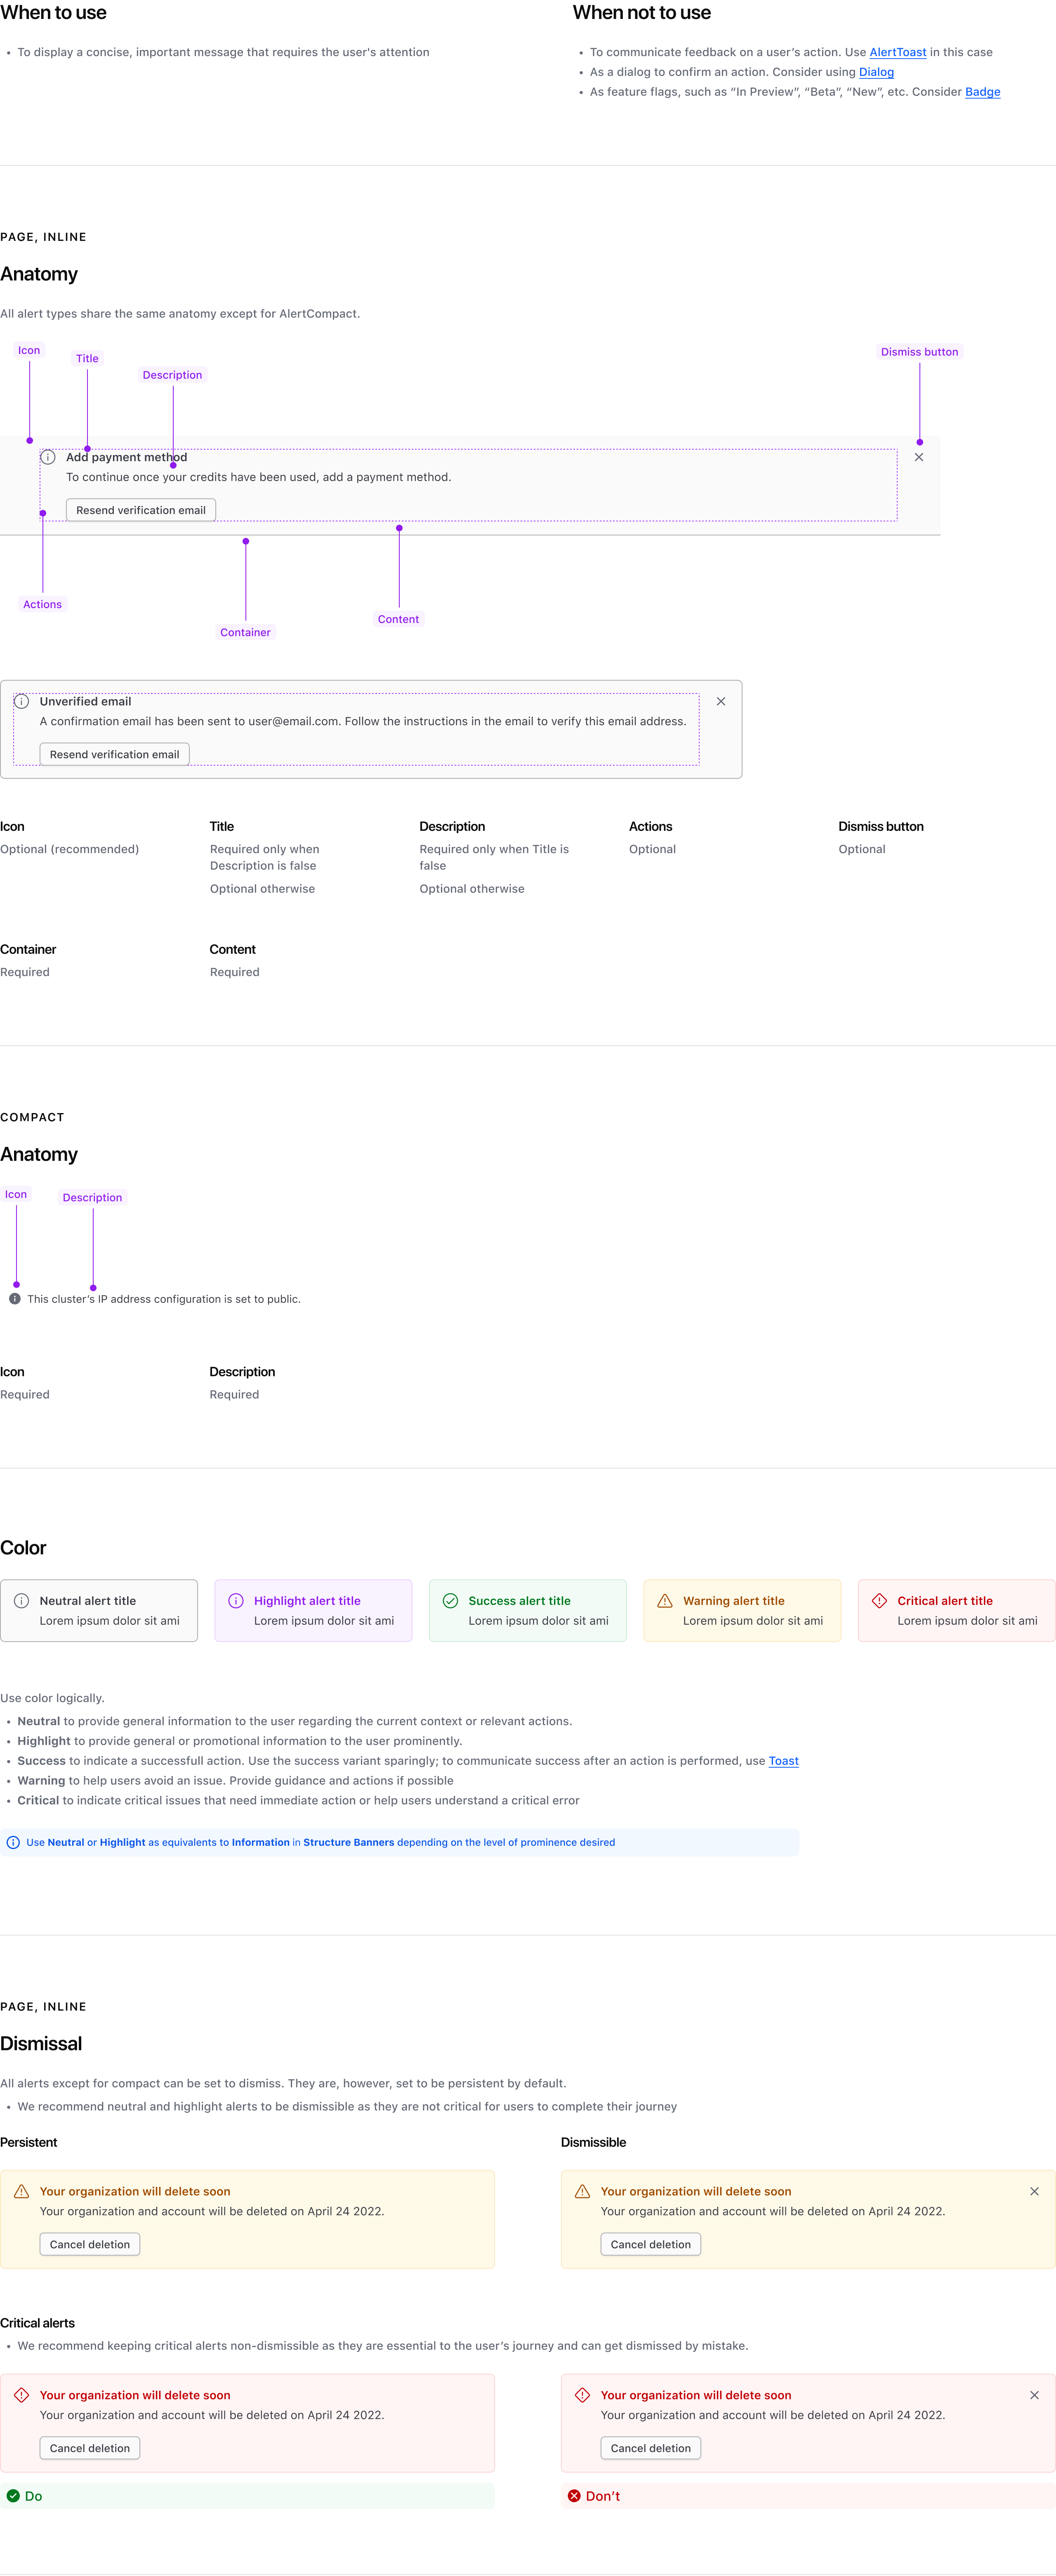 When to use
• To display a concise, important message that requires the user's attention
When not to use
• To communicate feedback on a user’s action. Use AlertToast in this case
• As a dialog to confirm an action. Consider using Dialog
• As feature flags, such as “In Preview”, “Beta”, “New”, etc. Consider Badge
PAGE, INLINE
Anatomy
All alert types share the same anatomy except for AlertCompact.
Icon
Title
Description
Dismiss button
Add payment method
To continue once your credits have been used, add a payment method.
Resend verification email
Actions
Container
Content
Unverified email
A confirmation email has been sent to user@email.com. Follow the instructions in the email to verify this email address.
Resend verification email
Icon
Optional (recommended)
Title
Required only when
Description is false
Optional otherwise
Description
Required only when Title is
false
Optional otherwise
Actions
Optional
Dismiss button
Optional
Container
Required
Content
Required
COMPACT
Anatomy
Icon
Description
This cluster’s IP address configuration is set to public.
Icon
Required
Description
Required
Color
Neutral alert title
Lorem ipsum dolor sit ami
Highlight alert title
Lorem ipsum dolor sit ami
Success alert title
Lorem ipsum dolor sit ami
Warning alert title
Lorem ipsum dolor sit ami
Critical alert title
Lorem ipsum dolor sit ami
Use color logically.
• Neutral to provide general information to the user regarding the current context or relevant actions.
• Highlight to provide general or promotional information to the user prominently.
• Success to indicate a successfull action. Use the success variant sparingly; to communicate success after an action is performed, use Toast
• Warning to help users avoid an issue. Provide guidance and actions if possible
• Critical to indicate critical issues that need immediate action or help users understand a critical error
Use Neutral or Highlight as equivalents to Information in Structure Banners depending on the level of prominence desired
PAGE, INLINE
Dismissal
All alerts except for compact can be set to dismiss. They are, however, set to be persistent by default.
• We recommend neutral and highlight alerts to be dismissible as they are not critical for users to complete their journey
Persistent
Your organization will delete soon
Your organization and account will be deleted on April 24 2022.
Cancel deletion
Dismissible
Your organization will delete soon
Your organization and account will be deleted on April 24 2022.
Cancel deletion
Critical alerts
• We recommend keeping critical alerts non-dismissible as they are essential to the user’s journey and can get dismissed by mistake.
Your organization will delete soon
Your organization and account will be deleted on April 24 2022.
Cancel deletion
Do
Your organization will delete soon
Your organization and account will be deleted on April 24 2022.
Cancel deletion
Don’t